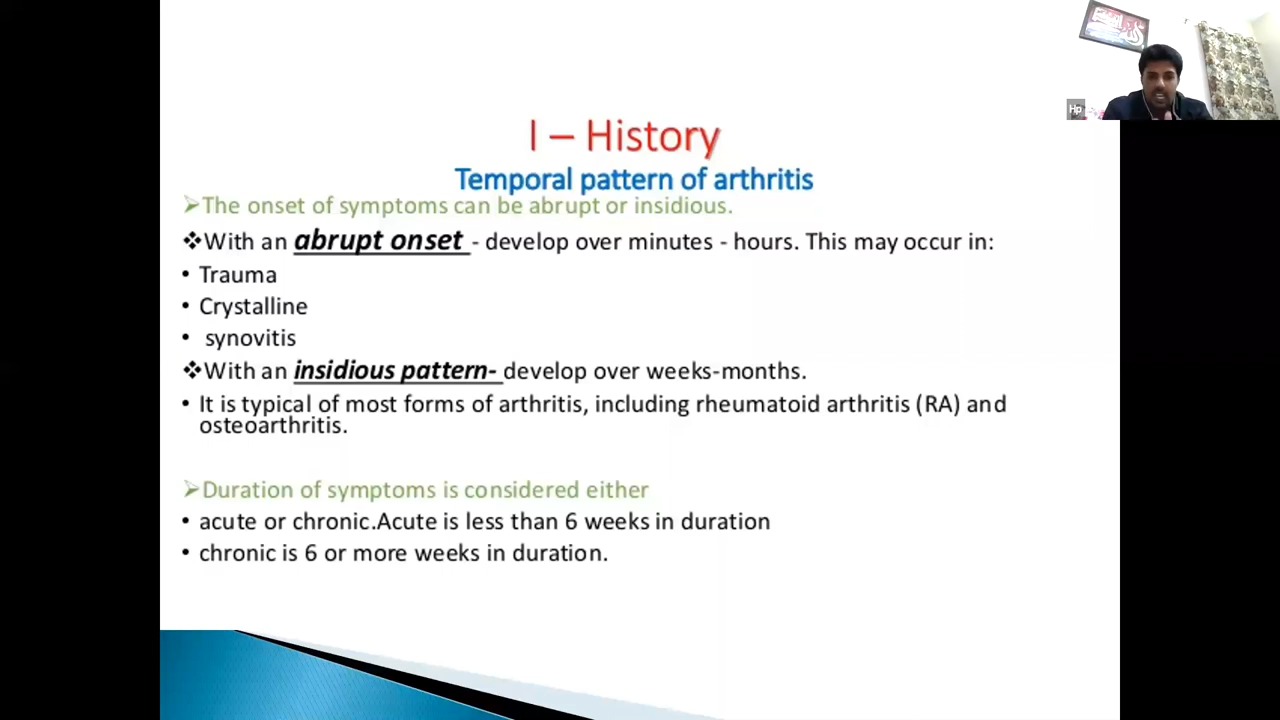 Hp
I – History
Temporal pattern of arthritis
➢The onset of symptoms can be abrupt or insidious.
❖With an abrupt onset - develop over minutes - hours. This may occur in:
• Trauma
• Crystalline
• synovitis
❖With an insidious pattern- develop over weeks-months.
• It is typical of most forms of arthritis, including rheumatoid arthritis (RA) and
osteoarthritis.
➢Duration of symptoms is considered either
• acute or chronic.Acute is less than 6 weeks in duration
• chronic is 6 or more weeks in duration.